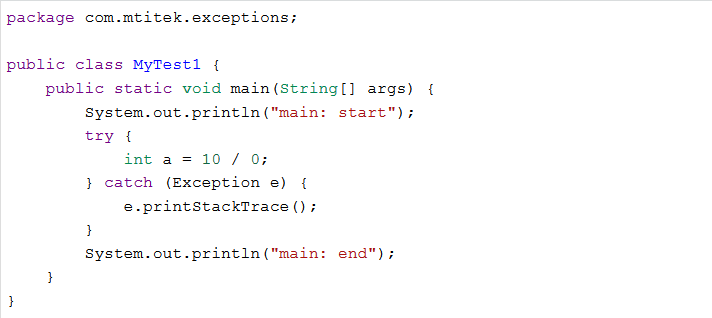 package com.mtitek.exceptions;

public class MyTest1 {
    public static void main(String[] args) {
        System.out.println("main: start");
        try {
            int a = 10 / 0;
        } catch (Exception e) {
            e.printStackTrace();
        }
        System.out.println("main: end");
    }
}